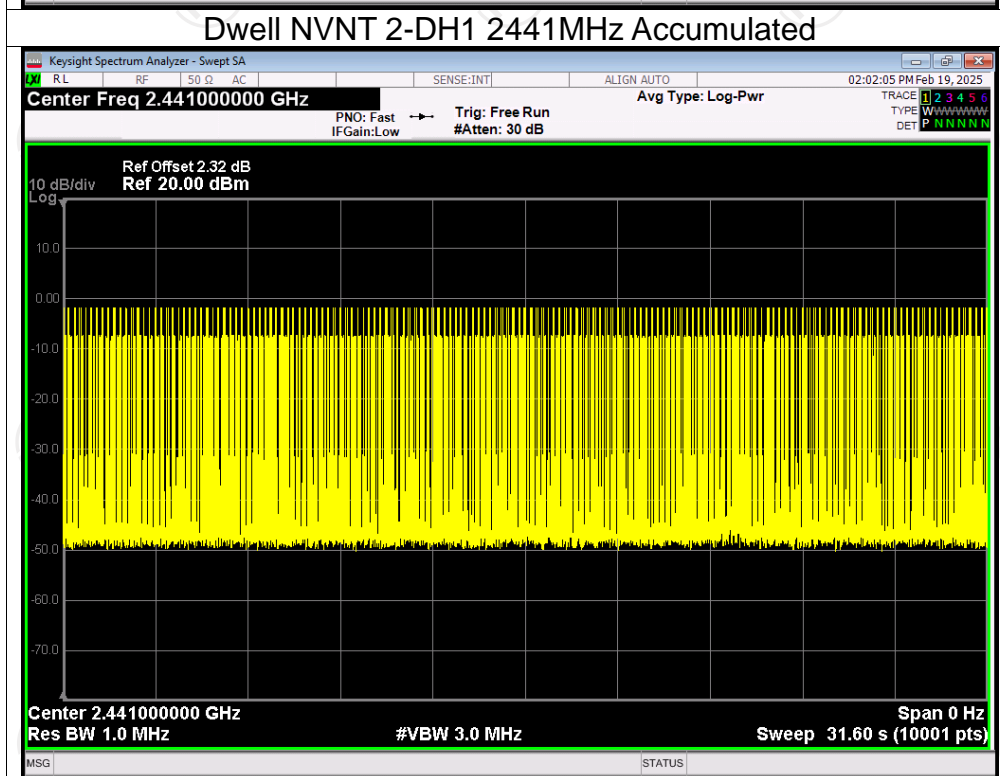 Dwell NVNT 2-DH1 2441MHz Accumulated
Keysight Spectrum Analyzer - Swept SA
LXI RL RF 50 Ω AC SENSE:INT ALIGN AUTO 02:02:05 PM Feb 19, 2025
Center Freq 2.441000000 GHz
PNO: Fast
IFGain:Low
Trig: Free Run
#Atten: 30 dB
Avg Type: Log-Pwr
TRACE 1 2 3 4 5 6
TYPE WWWWWW
DET P N N N N N
10 dB/div
Log
Ref Offset 2.32 dB
Ref 20.00 dBm
10.0
0.00
-10.0
-20.0
-30.0
-40.0
-50.0
-60.0
-70.0
Center 2.441000000 GHz
Span 0 Hz
Res BW 1.0 MHz
#VBW 3.0 MHz
Sweep 31.60 s (10001 pts)
MSG
STATUS